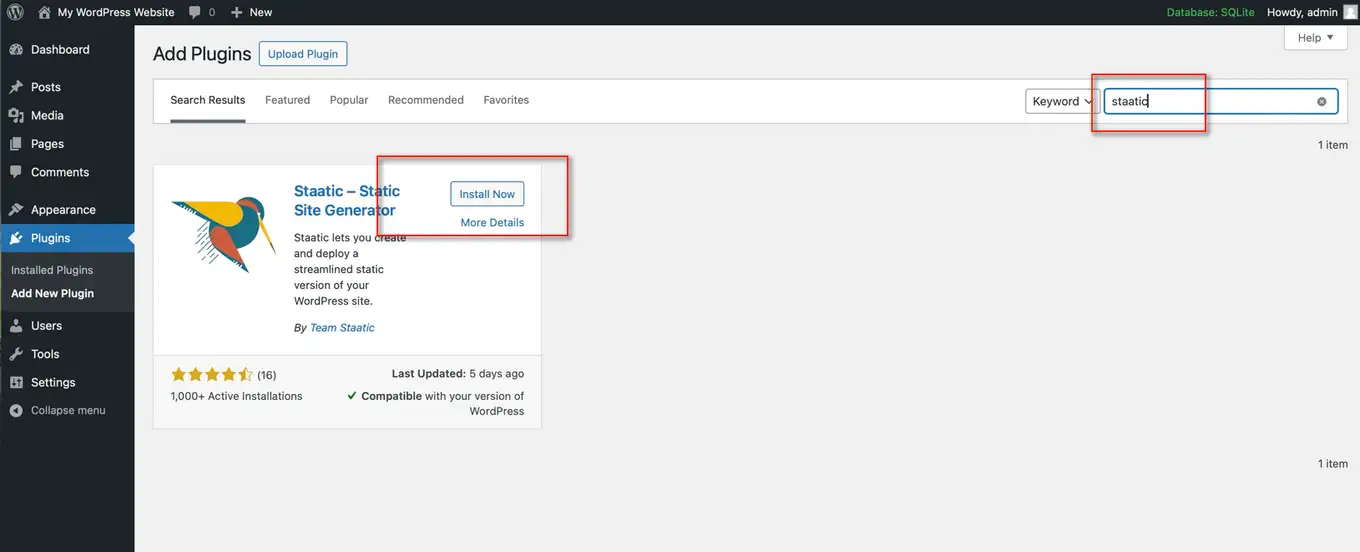 My WordPress Website 0 New Database: SQLite Howdy, admin
Dashboard
Posts
Media
Pages
Comments
Appearance
Plugins
Installed Plugins
Add New Plugin
Users
Tools
Settings
Collapse menu
Help
Add Plugins Upload Plugin
Search Results Featured Popular Recommended Favorites Keyword staatic
1 item
Staatic – Static
Site Generator
Install Now
More Details
Staatic lets you create
and deploy a
streamlined static
version of your
WordPress site.
By Team Staatic
(16)
1,000+ Active Installations
Last Updated: 5 days ago
Compatible with your version of
WordPress
1 item